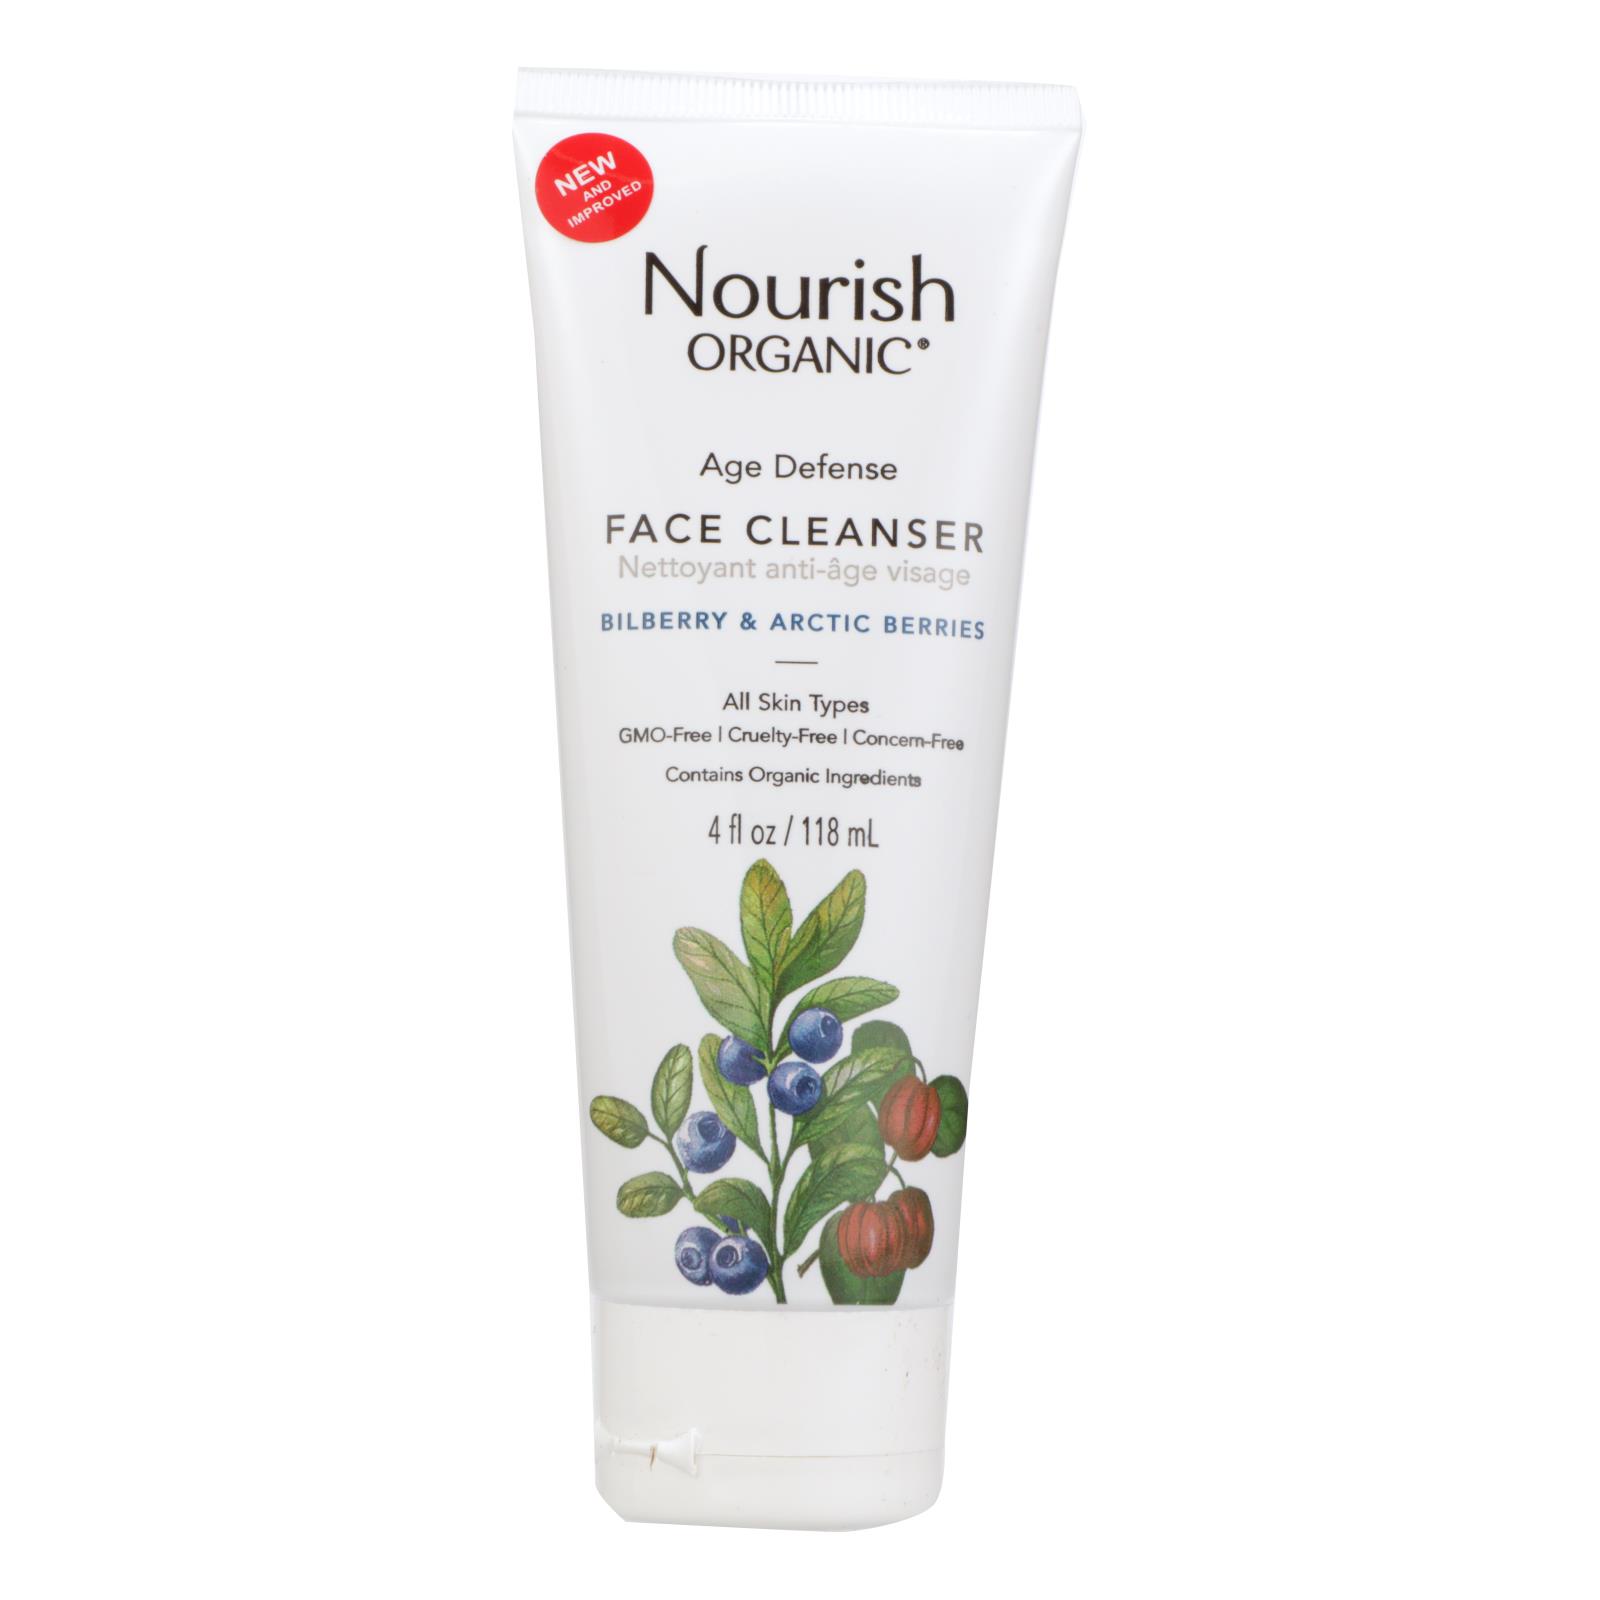 NEW
AND
IMPROVED
Nourish
ORGANIC®
Age Defense
FACE CLEANSER
Nettoyant anti-âge visage
BILBERRY & ARCTIC BERRIES
All Skin Types
GMO-Free | Cruelty-Free | Concern-Free
Contains Organic Ingredients
4 fl oz / 118 mL